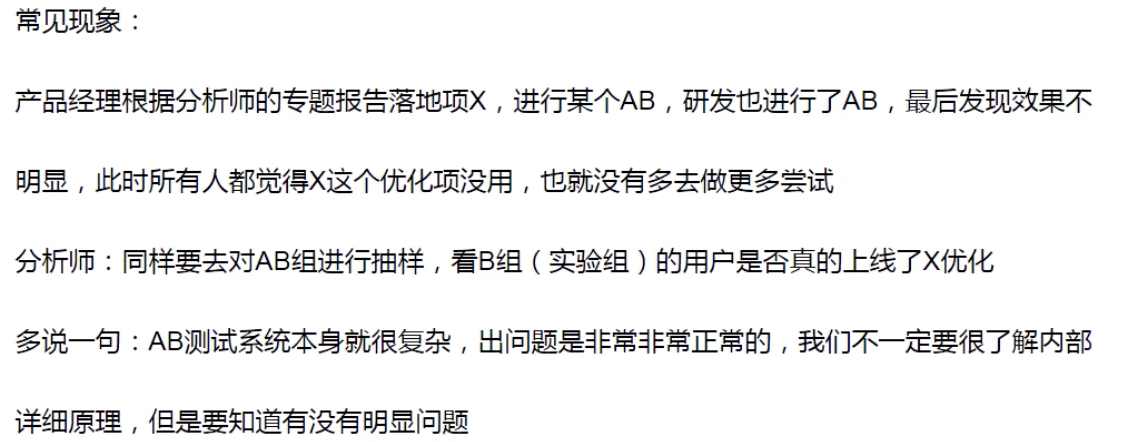 常见现象：
产品经理根据分析师的专题报告落地项X，进行某个AB，研发也进行了AB，最后发现效果不
明显，此时所有人都觉得X这个优化项没用，也就没有多去做更多尝试
分析师：同样要去对AB组进行抽样，看B组（实验组）的用户是否真的上线了X优化
多说一句：AB测试系统本身就很复杂，出问题是非常非常正常的，我们不一定要很了解内部
详细原理，但是要知道有没有明显问题